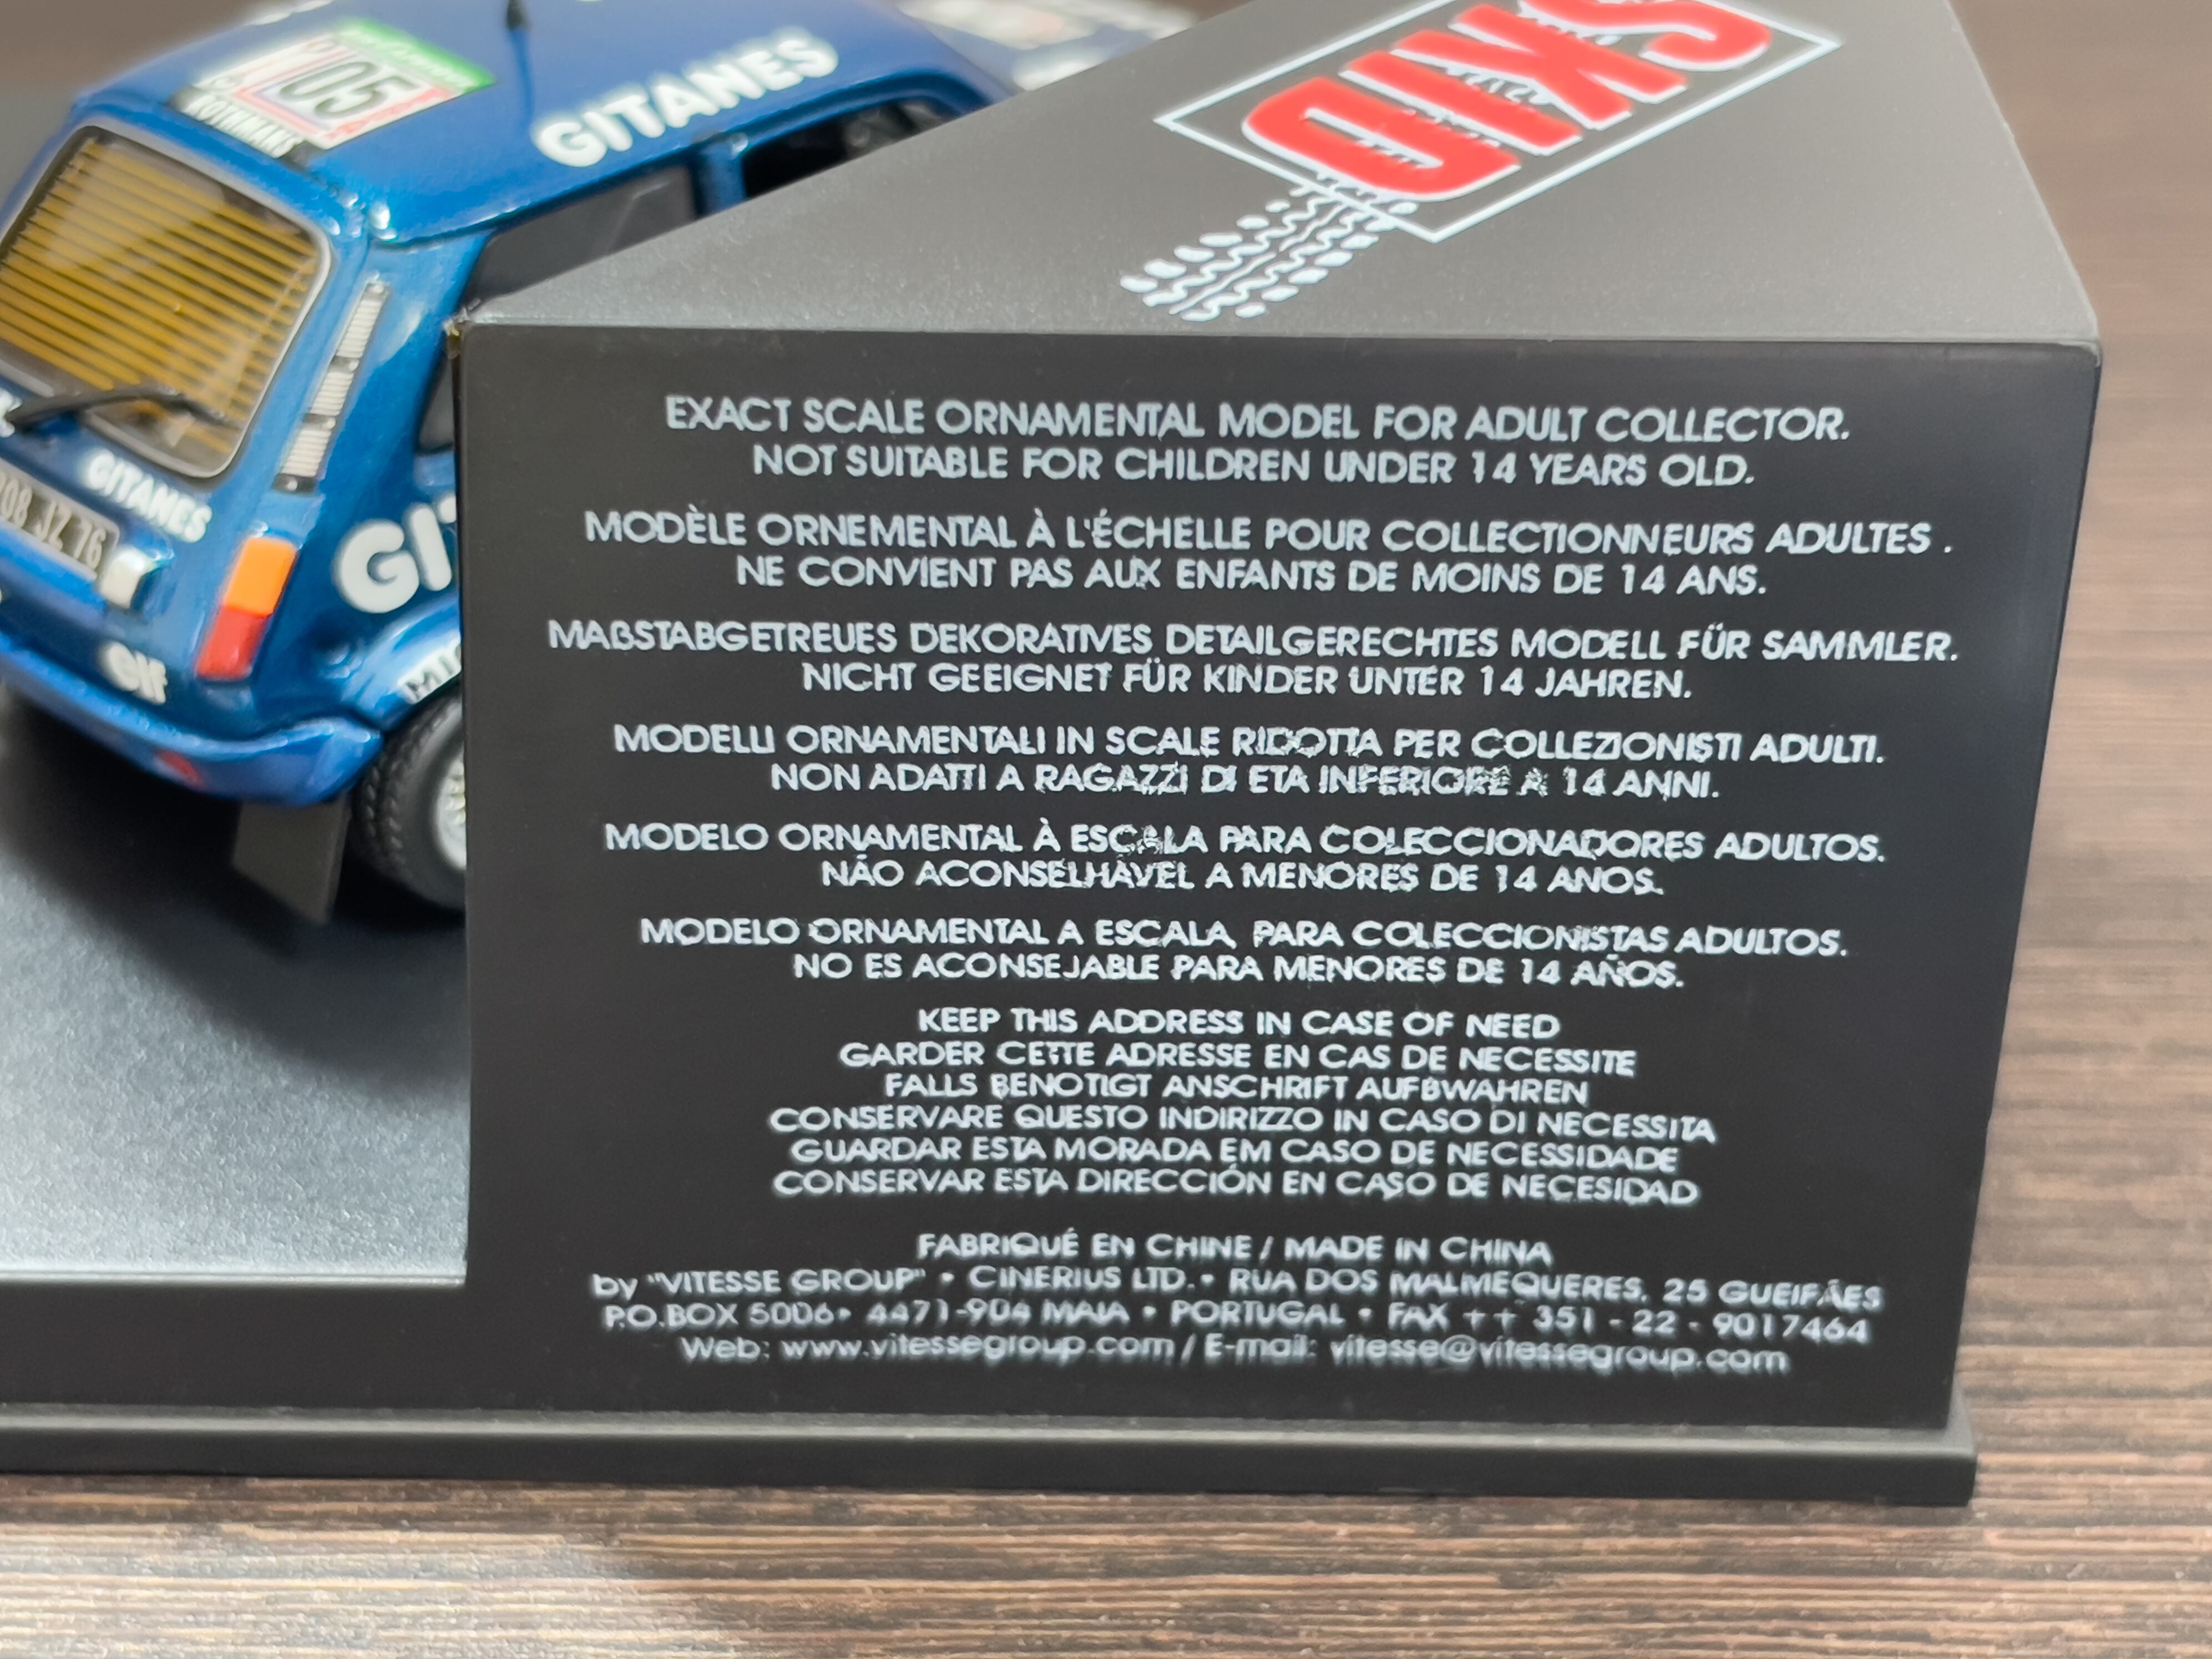 05
ROTHMANS
GITANES
GITANES
08 JZ 76
GI
elf
MIC
SKID
EXACT SCALE ORNAMENTAL MODEL FOR ADULT COLLECTOR.
NOT SUITABLE FOR CHILDREN UNDER 14 YEARS OLD.
MODÈLE ORNEMENTAL À L'ÉCHELLE POUR COLLECTIONNEURS ADULTES .
NE CONVIENT PAS AUX ENFANTS DE MOINS DE 14 ANS.
MAßSTABGETREUES DEKORATIVES DETAILGERECHTES MODELL FÜR SAMMLER.
NICHT GEEIGNET FÜR KINDER UNTER 14 JAHREN.
MODELLI ORNAMENTALI IN SCALE RIDOTTA PER COLLEZIONISTI ADULTI.
NON ADATTI A RAGAZZI DI ETA INFERIORE A 14 ANNI.
MODELO ORNAMENTAL À ESCALA PARA COLECCIONADORES ADULTOS.
NÃO ACONSELHÁVEL A MENORES DE 14 ANOS.
MODELO ORNAMENTAL A ESCALA PARA COLECCIONISTAS ADULTOS.
NO ES ACONSEJABLE PARA MENORES DE 14 AÑOS.
KEEP THIS ADDRESS IN CASE OF NEED
GARDER CETTE ADRESSE EN CAS DE NECESSITE
FALLS BENOTIGT ANSCHRIFT AUFBWAHREN
CONSERVARE QUESTO INDIRIZZO IN CASO DI NECESSITA
GUARDAR ESTA MORADA EM CASO DE NECESSIDADE
CONSERVAR ESTA DIRECCIÓN EN CASO DE NECESIDAD
FABRIQUÉ EN CHINE / MADE IN CHINA
by "VITESSE GROUP" • CINERIUS LTD. • RUA DOS MALMEQUERES, 25 GUEIFÃES
P.O.BOX 5006 • 4471-904 MAIA • PORTUGAL • FAX ++ 351 - 22 - 9017464
Web: www.vitessegroup.com / E-mail: vitesse@vitessegroup.com